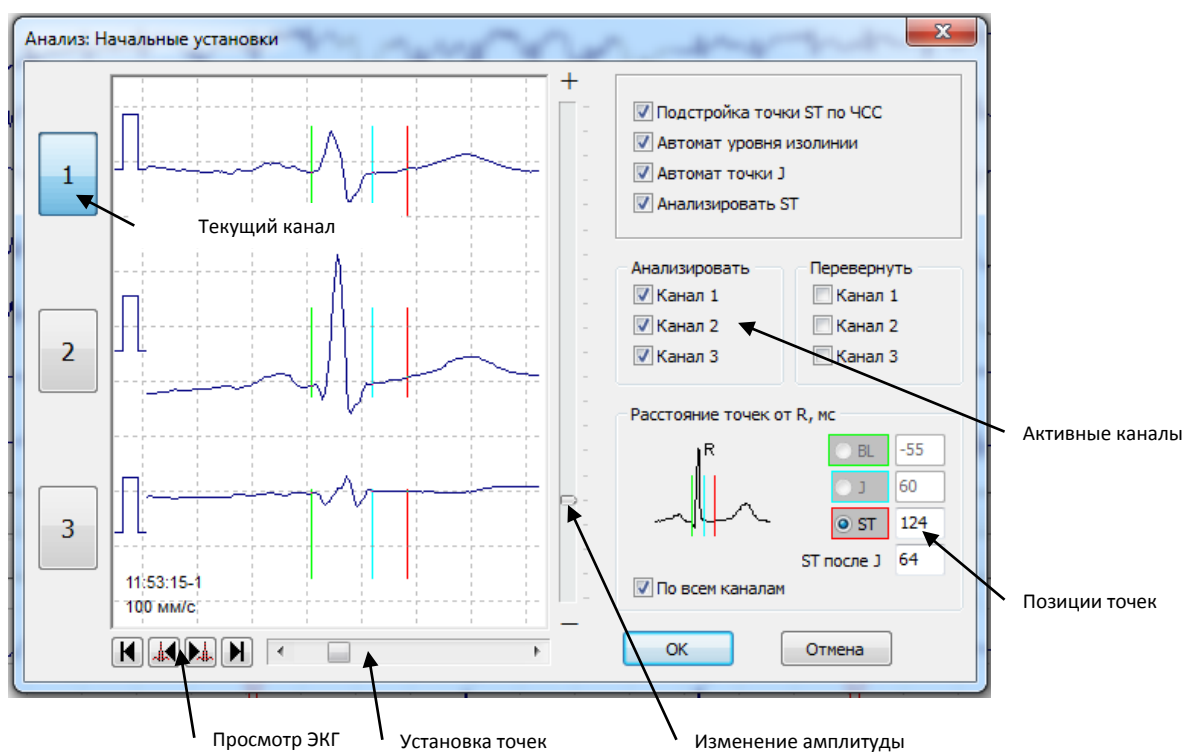 Анализ: Начальные установки
1
Текущий канал
2
3
11:53:15-1
100 мм/с
+
−
Подстройка точки ST по ЧСС
Автомат уровня изолинии
Автомат точки J
Анализировать ST
Анализировать
Канал 1
Канал 2
Канал 3
Перевернуть
Канал 1
Канал 2
Канал 3
Активные каналы
Расстояние точек от R, мс
R
BL -55
J 60
ST 124
ST после J 64
По всем каналам
Позиции точек
OK
Отмена
Просмотр ЭКГ
Установка точек
Изменение амплитуды